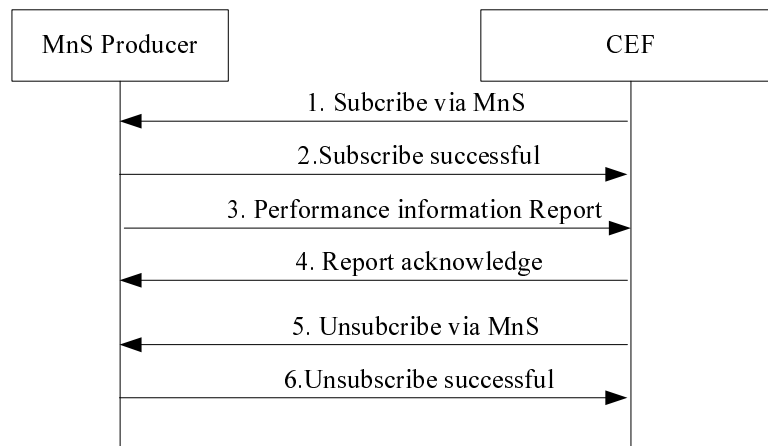 MnS Producer
CEF
1. Subcribe via MnS
2.Subscribe successful
3. Performance information Report
4. Report acknowledge
5. Unsubcribe via MnS
6.Unsubscribe successful